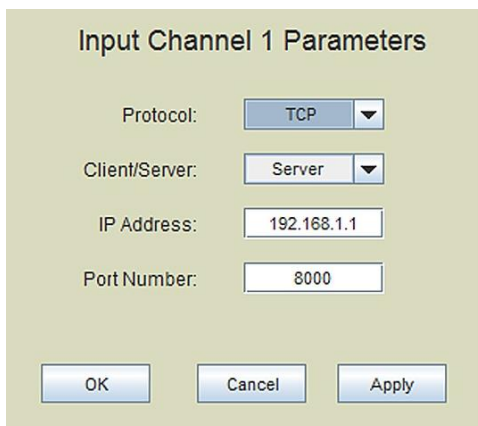 Input Channel 1 Parameters
Protocol: TCP
Client/Server: Server
IP Address: 192.168.1.1
Port Number: 8000
OK Cancel Apply